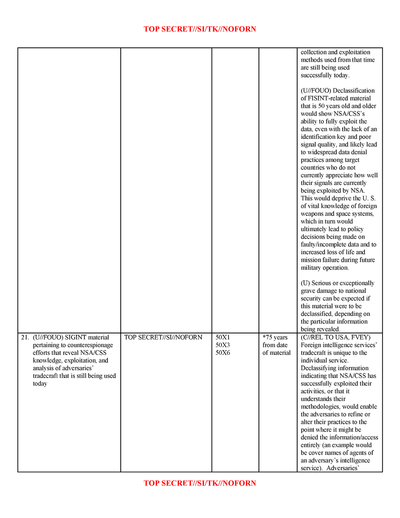 TOP SECRET//SI/TK//NOFORN
collection and exploitation
methods used from that time
are still being used
successfully today.
(U//FOUO) Declassification
of FISINT-related material
that is 50 years old and older
would show NSA/CSS's
ability to fully exploit the
data, even with the lack of an
identification key and poor
signal quality, and likely lead
to widespread data denial
practices among target
countries who do not
currently appreciate how well
their signals are currently
being exploited by NSA.
This would deprive the U. S.
of vital knowledge of foreign
weapons and space systems,
which in turn would
ultimately lead to policy
decisions being made on
faulty/incomplete data and to
increased loss of life and
mission failure during future
military operation.
(U) Serious or exceptionally
grave damage to national
security can be expected if
this material were to be
declassified, depending on
the particular information
being revealed.
21. (U//FOUO) SIGINT material
pertaining to counterespionage
efforts that reveal NSA/CSS
knowledge, exploitation, and
analysis of adversaries'
tradecraft that is still being used
today
TOP SECRET//SI//NOFORN
50X1
50X3
50X6
*75 years
from date
of material
(C//REL TO USA, FVEY)
Foreign intelligence services'
tradecraft is unique to the
individual service.
Declassifying information
indicating that NSA/CSS has
successfully exploited their
activities, or that it
understands their
methodologies, would enable
the adversaries to refine or
alter their practices to the
point where it might be
denied the information/access
entirely (an example would
be cover names of agents of
an adversary's intelligence
service). Adversaries'
TOP SECRET//SI/TK//NOFORN